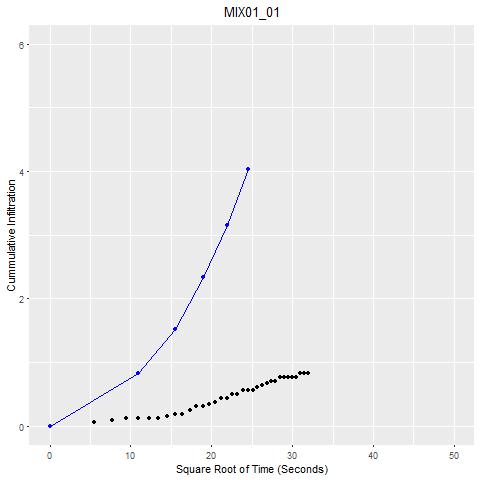 MIX01_01
6
4
2
0
0 10 20 30 40 50
Cummulative Infiltration
Square Root of Time (Seconds)